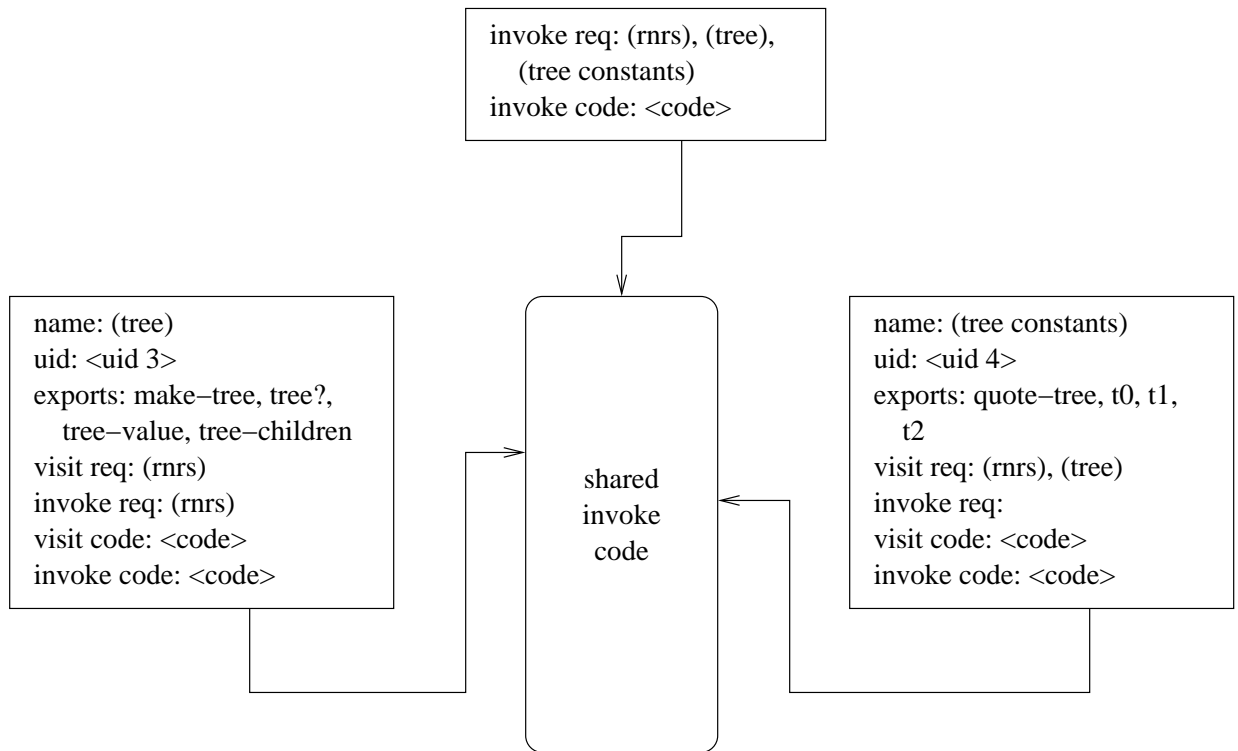 invoke req: (rnrs), (tree),
(tree constants)
invoke code: <code>
name: (tree)
uid: <uid 3>
exports: make−tree, tree?,
tree−value, tree−children
visit req: (rnrs)
invoke req: (rnrs)
visit code: <code>
invoke code: <code>
shared
invoke
code
name: (tree constants)
uid: <uid 4>
exports: quote−tree, t0, t1,
t2
visit req: (rnrs), (tree)
invoke req:
visit code: <code>
invoke code: <code>